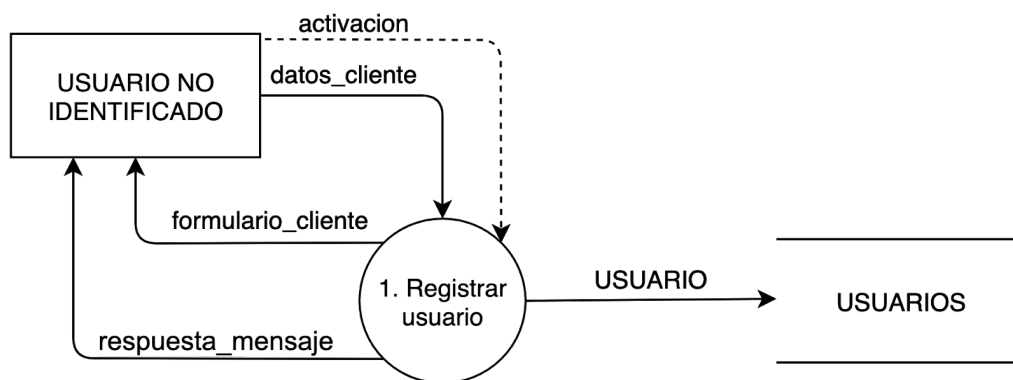 activacion
USUARIO NO
IDENTIFICADO
datos_cliente
formulario_cliente
1. Registrar
usuario
USUARIO
USUARIOS
respuesta_mensaje